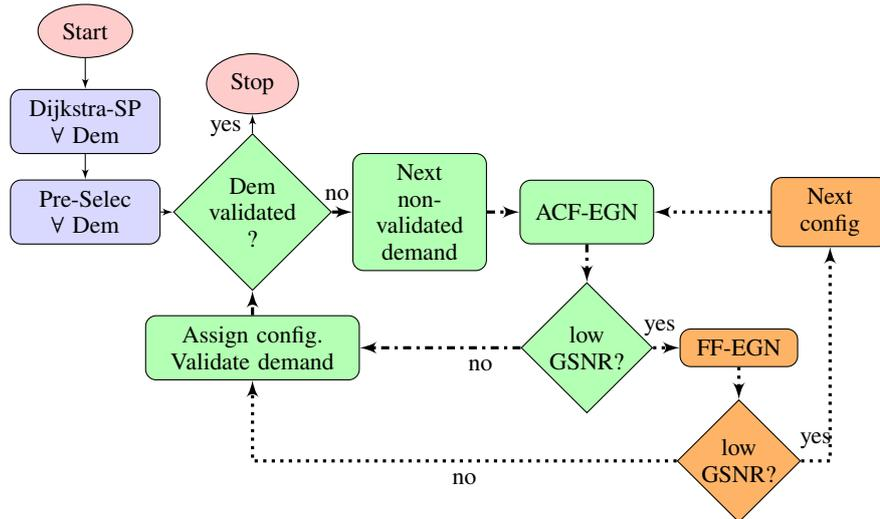 Start
Stop
Dijkstra-SP
∀ Dem
yes
Pre-Selec
∀ Dem
Dem
validated
?
no
Next
non-
validated
demand
ACF-EGN
Next
config
Assign config.
Validate demand
no
low
GSNR?
yes
FF-EGN
low
GSNR?
yes
no